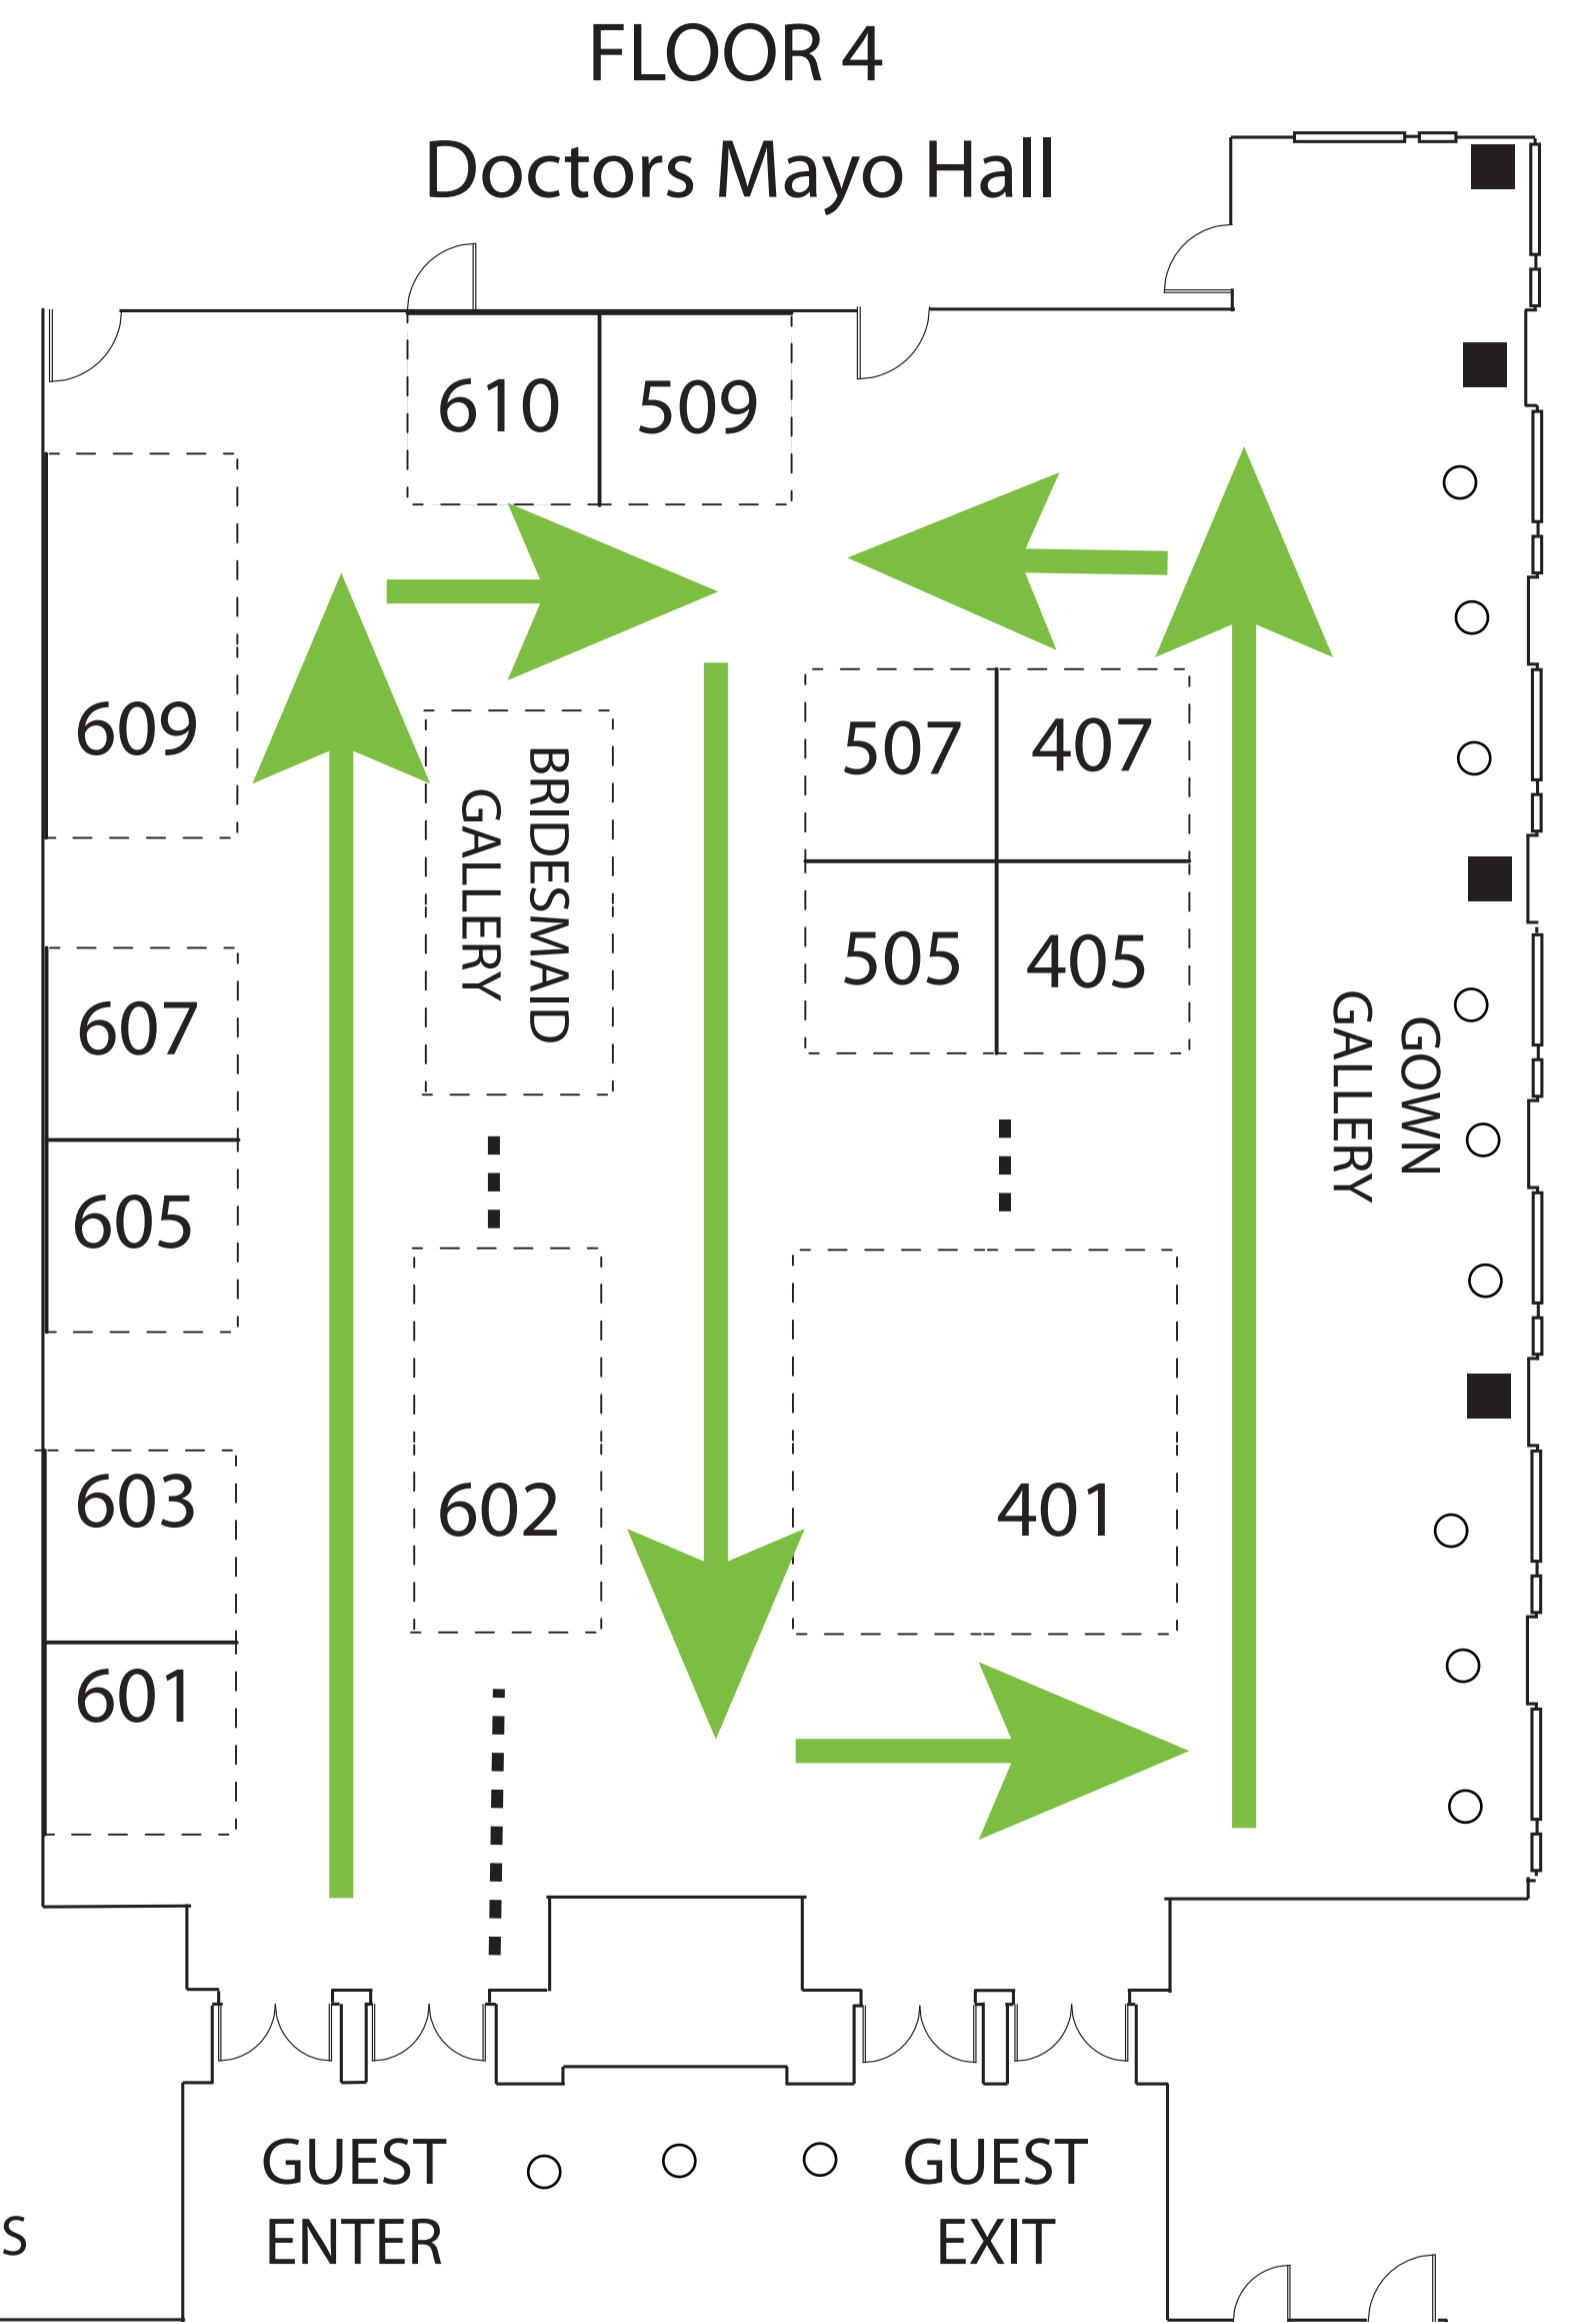 FLOOR 4
Doctors Mayo Hall
610
509
609
507
407
BRIDESMAID
GALLERY
505
405
607
GOWN
GALLERY
605
603
602
401
601
GUEST
ENTER
GUEST
EXIT
S